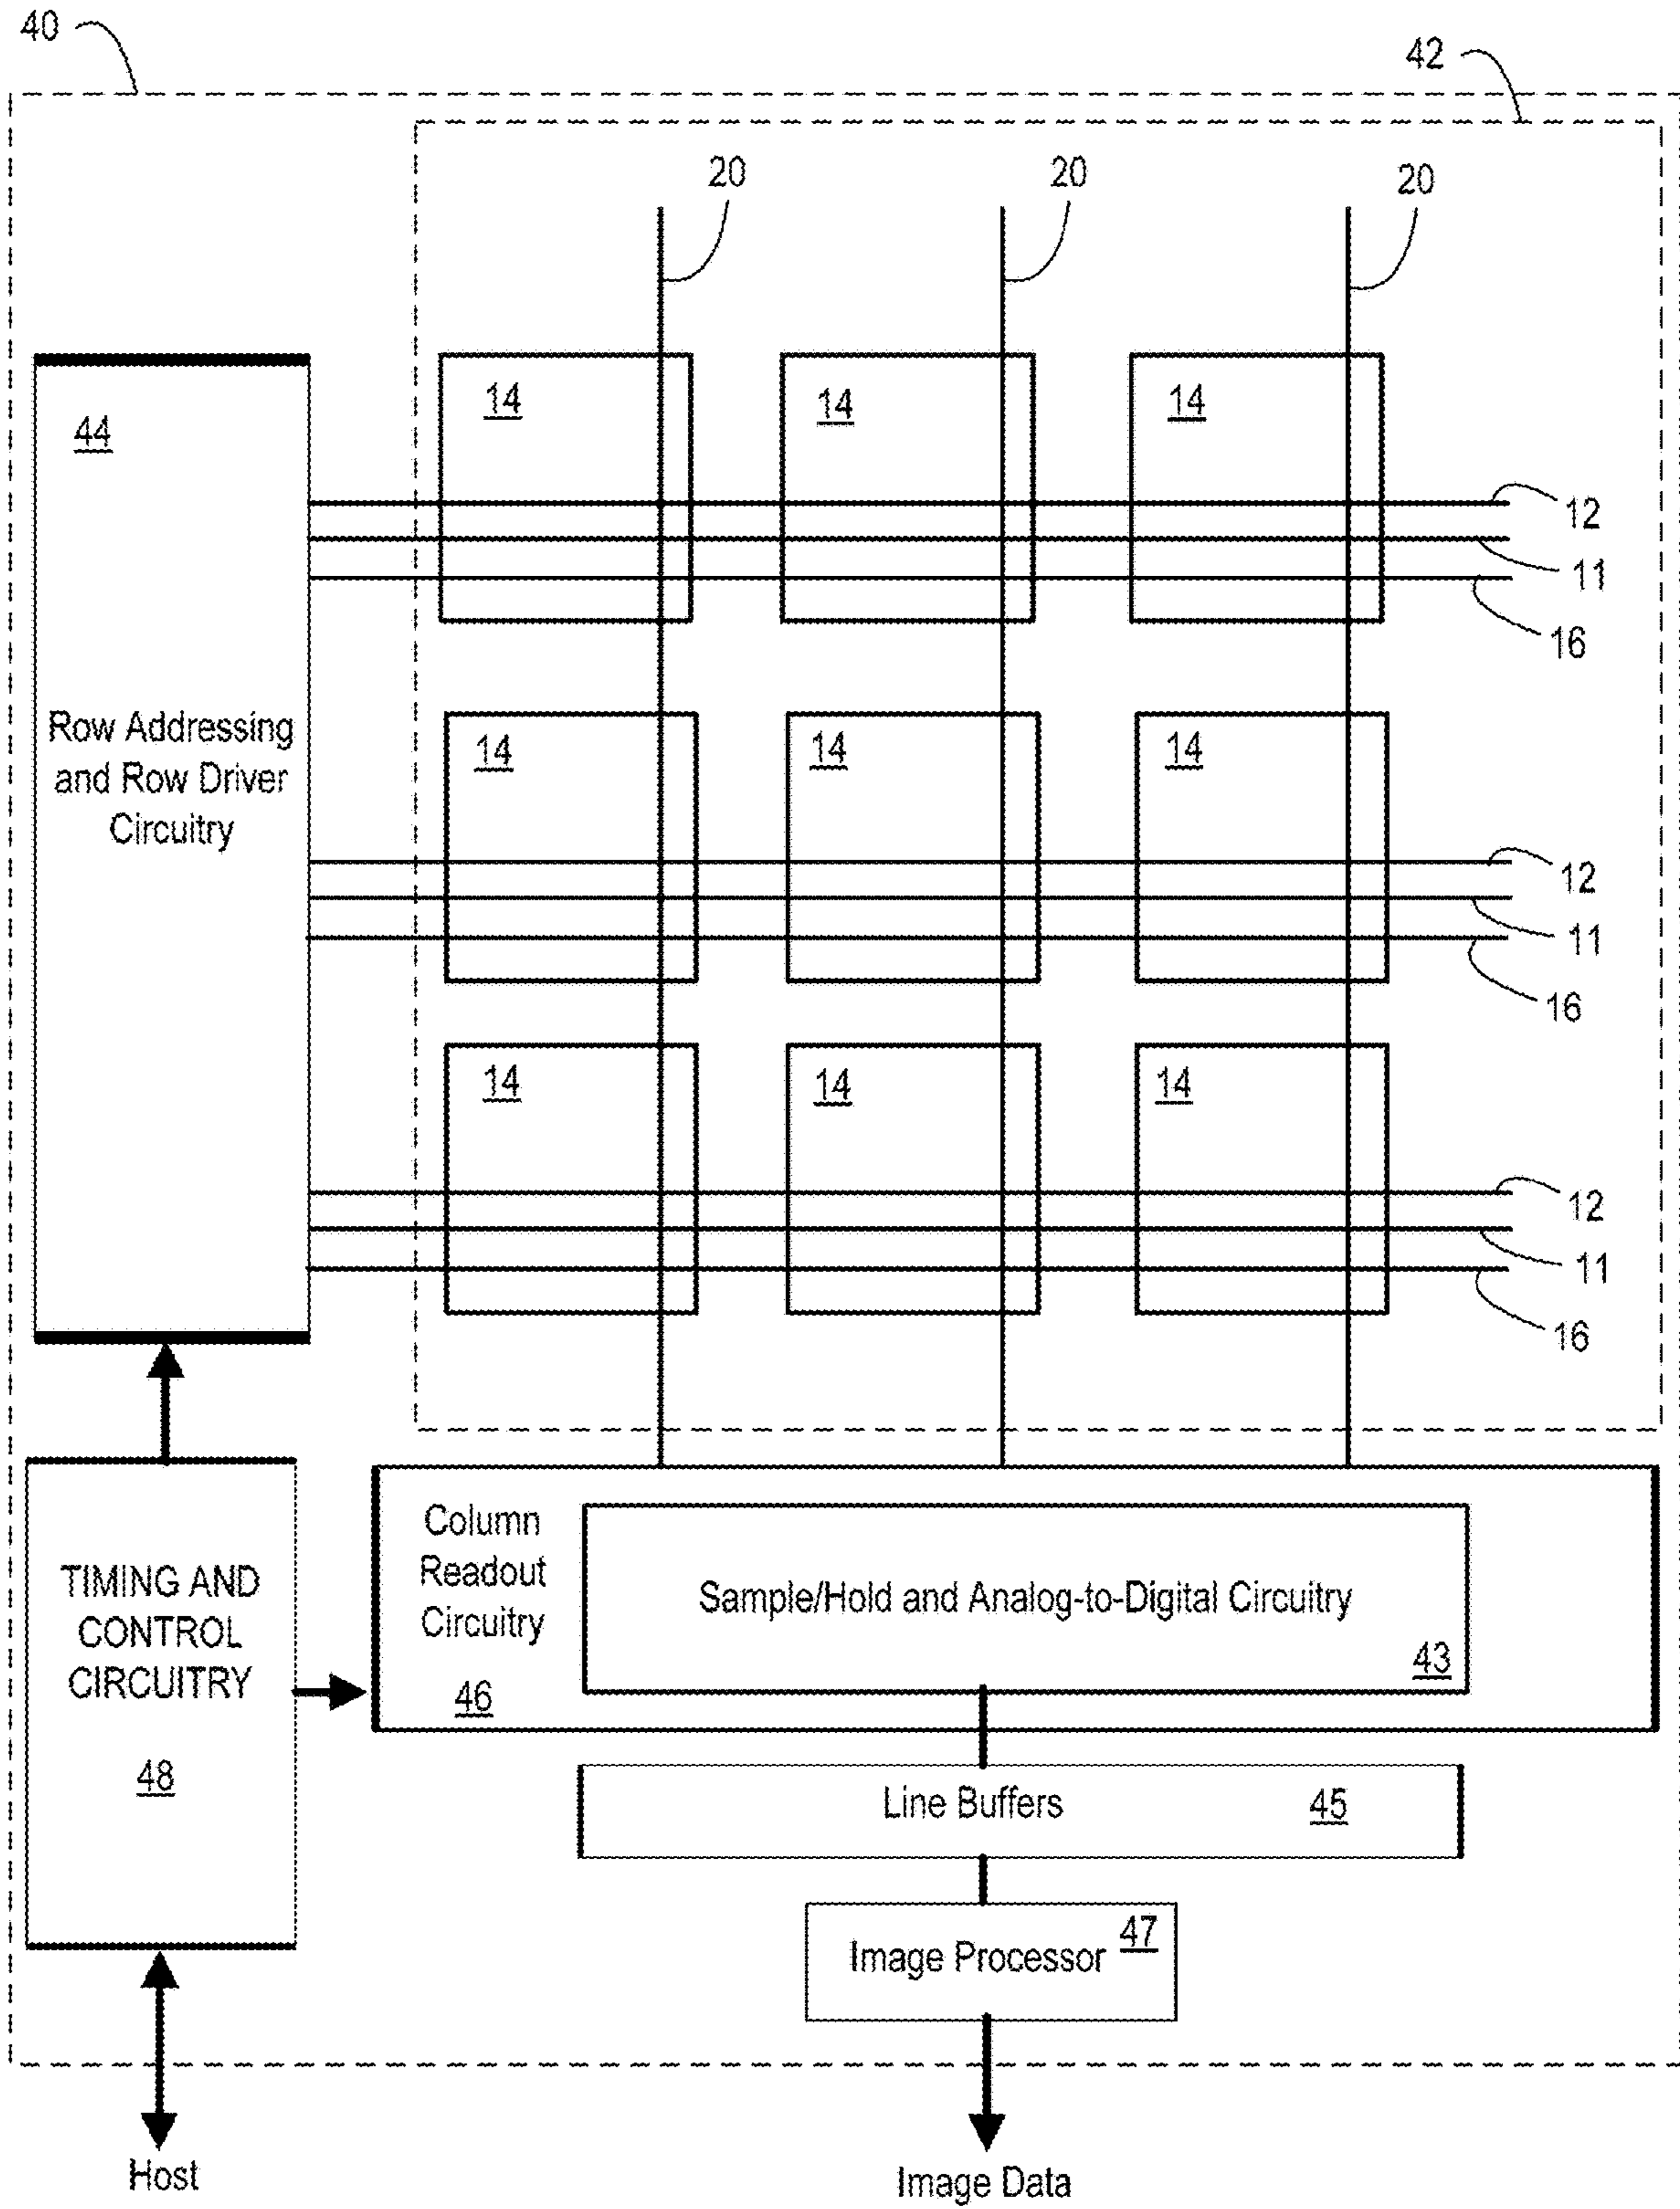 40
42
20
20
20
44
14
14
14
12
11
16
Row Addressing
and Row Driver
Circuitry
14
14
14
12
11
16
14
14
14
12
11
16
TIMING AND
CONTROL
CIRCUITRY
48
Column
Readout
Circuitry
46
Sample/Hold and Analog-to-Digital Circuitry
43
Line Buffers
45
Image Processor
47
Host
Image Data